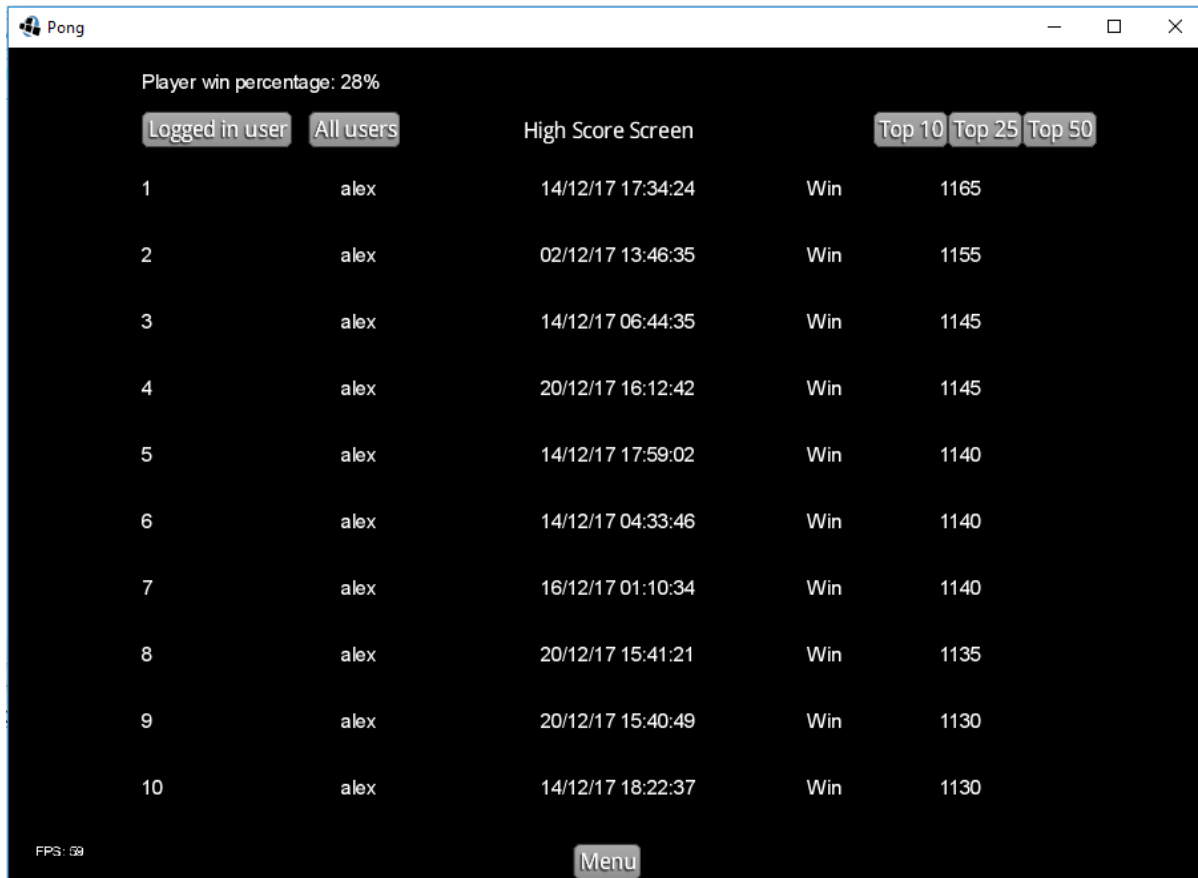 Pong
Player win percentage: 28%
Logged in user All users High Score Screen Top 10 Top 25 Top 50
1 alex 14/12/17 17:34:24 Win 1165
2 alex 02/12/17 13:46:35 Win 1155
3 alex 14/12/17 06:44:35 Win 1145
4 alex 20/12/17 16:12:42 Win 1145
5 alex 14/12/17 17:59:02 Win 1140
6 alex 14/12/17 04:33:46 Win 1140
7 alex 16/12/17 01:10:34 Win 1140
8 alex 20/12/17 15:41:21 Win 1135
9 alex 20/12/17 15:40:49 Win 1130
10 alex 14/12/17 18:22:37 Win 1130
FPS: 59
Menu